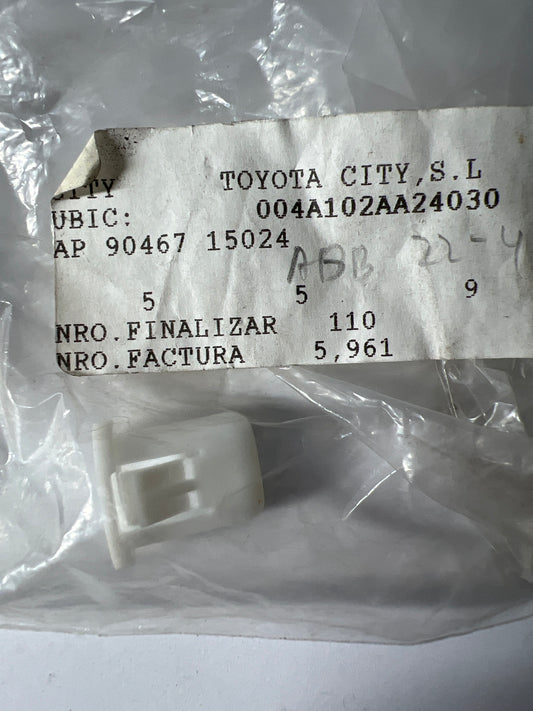 CITY TOYOTA CITY,S.L
UBIC: 004A102AA24030
AP 90467 15024
ABB 22-4
5 5 9
NRO.FINALIZAR 110
NRO.FACTURA 5,961